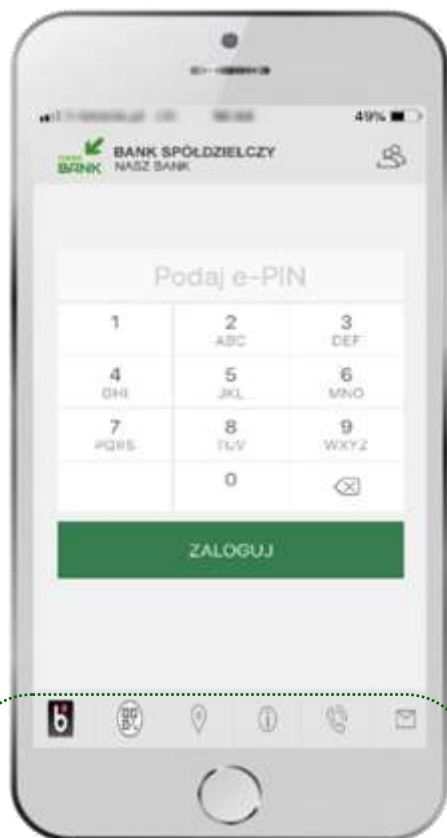 49%
nasz BANK BANK SPÓŁDZIELCZY
NASZ BANK
Podaj e-PIN
1 2 3
ABC DEF
4 5 6
GHI JKL MNO
7 8 9
PQRS TUV WXYZ
0
ZALOGUJ
b